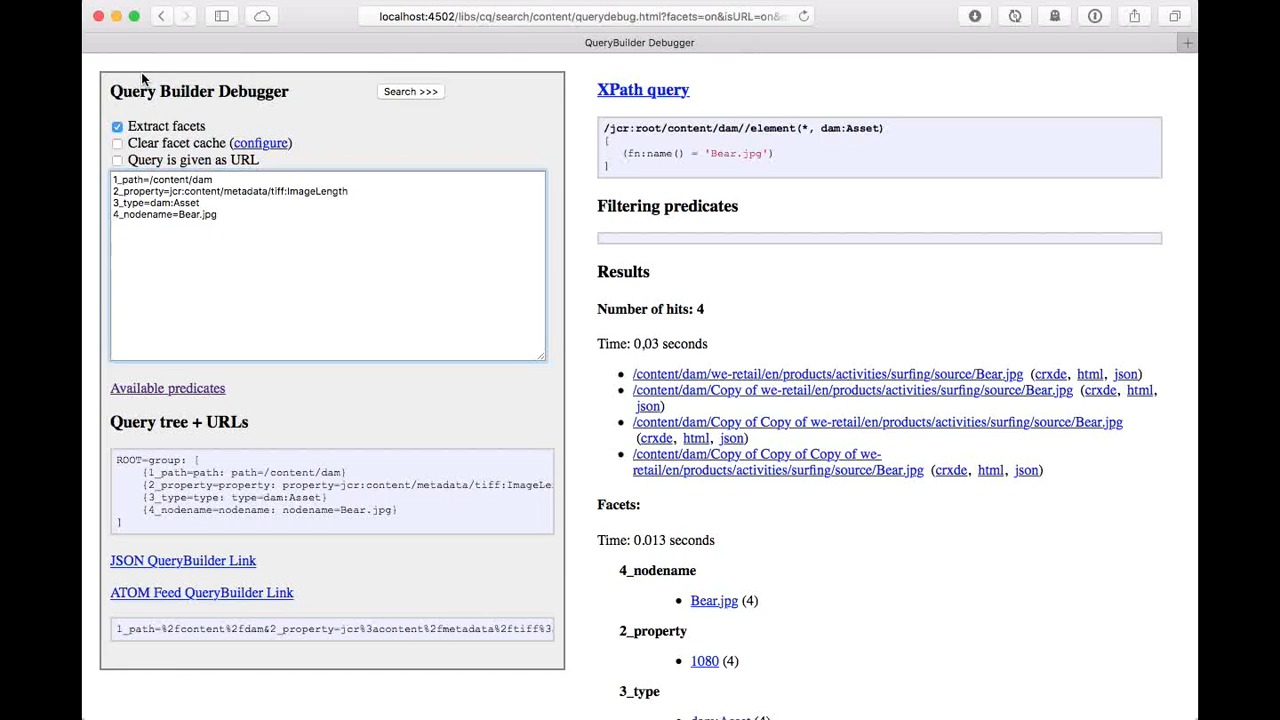 localhost:4502/libs/cq/search/content/querydebug.html?facets=on&isURL=on&
QueryBuilder Debugger
Query Builder Debugger
Search >>>
Extract facets
Clear facet cache (configure)
Query is given as URL
1_path=/content/dam
2_property=jcr:content/metadata/tiff:ImageLength
3_type=dam:Asset
4_nodename=Bear.jpg
Available predicates
Query tree + URLs
ROOT=group: [
{1_path=path: path=/content/dam}
{2_property=property: property=jcr:content/metadata/tiff:ImageLe
{3_type=type: type=dam:Asset}
{4_nodename=nodename: nodename=Bear.jpg}
]
JSON QueryBuilder Link
ATOM Feed QueryBuilder Link
1_path=%2fcontent%2fdam&2_property=jcr%3acontent%2fmetadata%2ftiff%3
XPath query
/jcr:root/content/dam//element(*, dam:Asset)
[
(fn:name() = 'Bear.jpg')
]
Filtering predicates
Results
Number of hits: 4
Time: 0,03 seconds
/content/dam/we-retail/en/products/activities/surfing/source/Bear.jpg (crxde, html, json)
/content/dam/Copy of we-retail/en/products/activities/surfing/source/Bear.jpg (crxde, html,
json)
/content/dam/Copy of Copy of we-retail/en/products/activities/surfing/source/Bear.jpg
(crxde, html, json)
/content/dam/Copy of Copy of Copy of we-
retail/en/products/activities/surfing/source/Bear.jpg (crxde, html, json)
Facets:
Time: 0.013 seconds
4_nodename
Bear.jpg (4)
2_property
1080 (4)
3_type
dam:Asset (4)